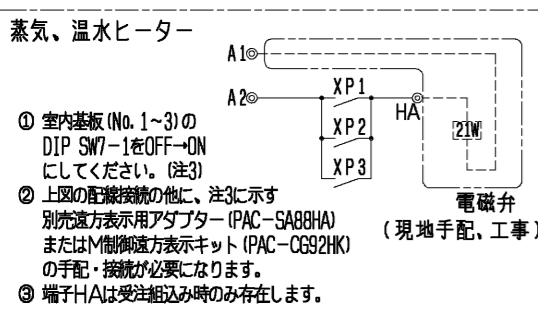 蒸気、温水ヒーター
A1
A2
XP1
XP2
XP3
HA
21W
電磁弁
(現地手配、工事)
① 室内基板(No.1~3)の
DIP SW7-1をOFF→ON
にしてください。(注3)
② 上図の配線接続の他に、注3に示す
別売遠方表示用アダプター(PAC-SA88HA)
またはM制御遠方表示キット(PAC-CG92HK)
の手配・接続が必要になります。
③ 端子HAは受注組込み時のみ存在します。